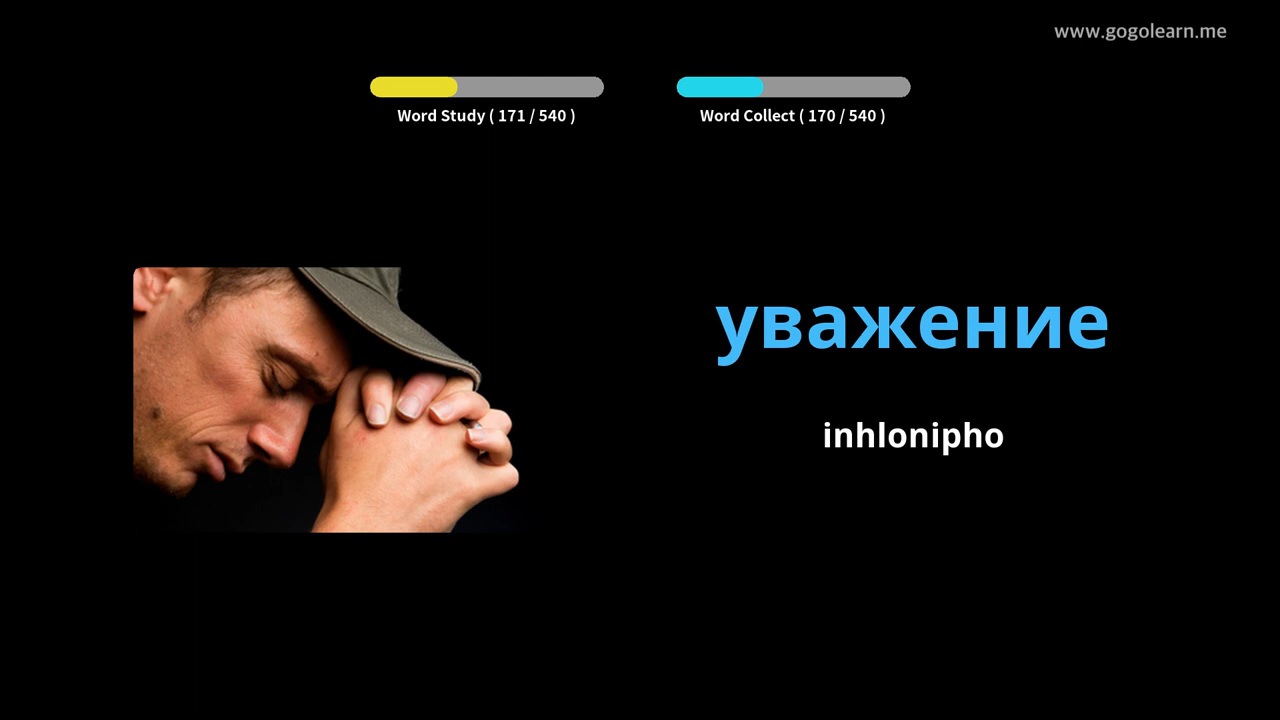 www.gogolearn.me
Word Study ( 171 / 540 )
Word Collect ( 170 / 540 )
уважение
inhlonipho